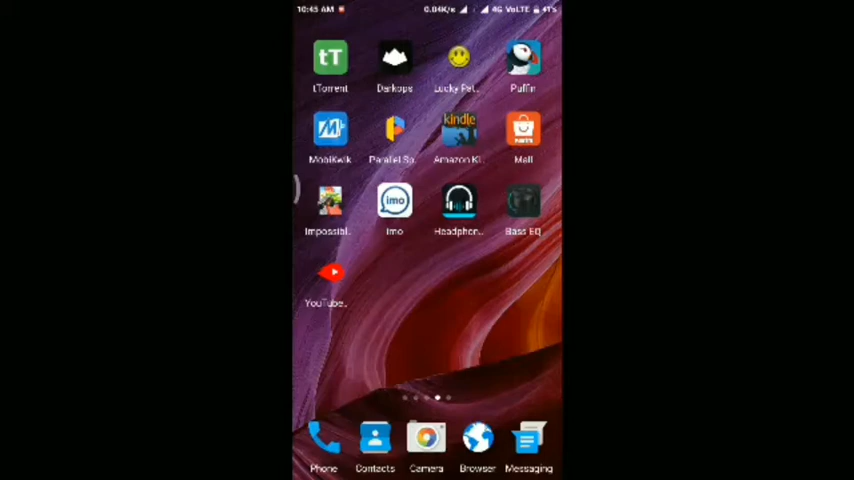 10:45 AM
0.04K/s
4G VoLTE
41%
tT
tTorrent
Darkops
Lucky Pat..
Puffin
kindle
MobiKwik
Parallel Sp..
Amazon Ki..
Mall
imo
Impossibl..
imo
Headphon..
Bass EQ
YouTube..
Phone
Contacts
Camera
Browser
Messaging